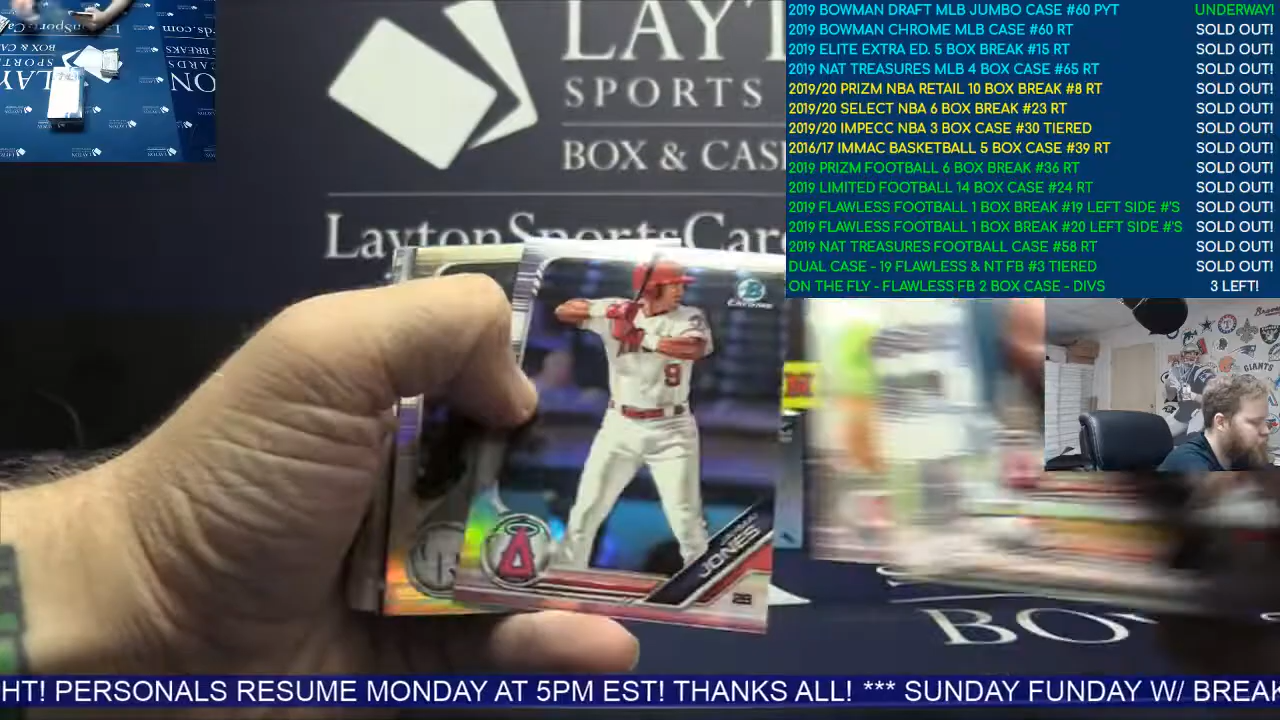 2019 BOWMAN DRAFT MLB JUMBO CASE #60 PYT UNDERWAY!
2019 BOWMAN CHROME MLB CASE #60 RT SOLD OUT!
2019 ELITE EXTRA ED. 5 BOX BREAK #15 RT SOLD OUT!
2019 NAT TREASURES MLB 4 BOX CASE #65 RT SOLD OUT!
2019/20 PRIZM NBA RETAIL 10 BOX BREAK #8 RT SOLD OUT!
2019/20 SELECT NBA 6 BOX BREAK #23 RT SOLD OUT!
2019/20 IMPECC NBA 3 BOX CASE #30 TIERED SOLD OUT!
2016/17 IMMAC BASKETBALL 5 BOX CASE #39 RT SOLD OUT!
2019 PRIZM FOOTBALL 6 BOX BREAK #36 RT SOLD OUT!
2019 LIMITED FOOTBALL 14 BOX CASE #24 RT SOLD OUT!
2019 FLAWLESS FOOTBALL 1 BOX BREAK #19 LEFT SIDE #'S SOLD OUT!
2019 FLAWLESS FOOTBALL 1 BOX BREAK #20 LEFT SIDE #'S SOLD OUT!
2019 NAT TREASURES FOOTBALL CASE #58 RT SOLD OUT!
DUAL CASE - 19 FLAWLESS & NT FB #3 TIERED SOLD OUT!
ON THE FLY - FLAWLESS FB 2 BOX CASE - DIVS 3 LEFT!
LAYT
SPORTS
BOX & CAS
LaytonSportsCar
CHROME
9
JONES
GIANTS
BO
HT! PERSONALS RESUME MONDAY AT 5PM EST! THANKS ALL! *** SUNDAY FUNDAY W/ BREAK